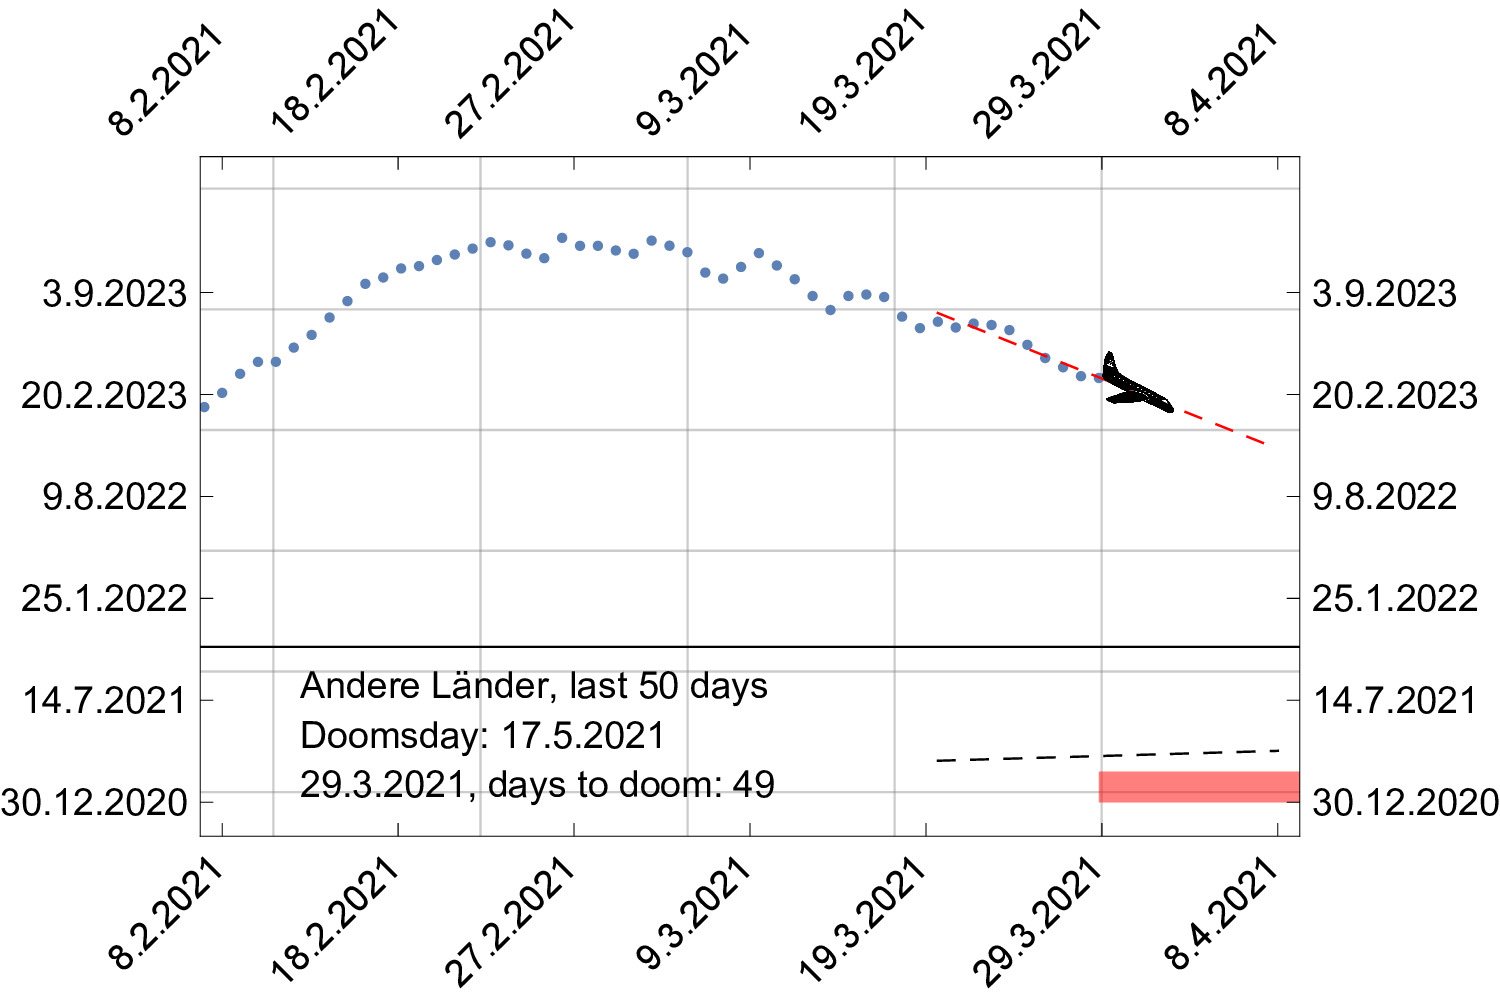 8.2.2021 18.2.2021 27.2.2021 9.3.2021 19.3.2021 29.3.2021 8.4.2021
3.9.2023 3.9.2023
20.2.2023 20.2.2023
9.8.2022 9.8.2022
25.1.2022 25.1.2022
Andere Länder, last 50 days
14.7.2021 14.7.2021
Doomsday: 17.5.2021
29.3.2021, days to doom: 49
30.12.2020 30.12.2020
8.2.2021 18.2.2021 27.2.2021 9.3.2021 19.3.2021 29.3.2021 8.4.2021